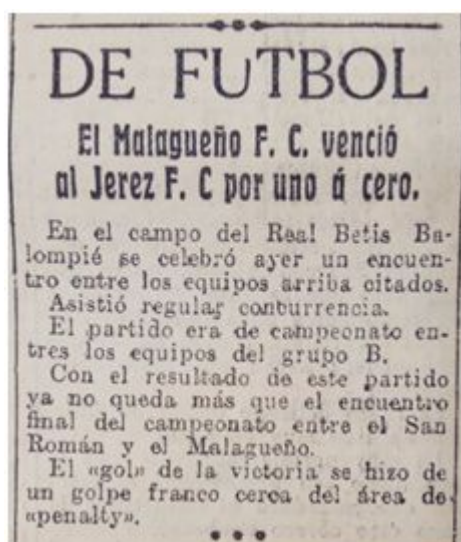 DE FUTBOL
El Malagueño F. C. venció
al Jerez F. C por uno á cero.
En el campo del Real Betis Ba-
lompié se celebró ayer un encuen-
tro entre los equipos arriba citados.
Asistió regular concurrencia.
El partido era de campeonato en-
tres los equipos del grupo B.
Con el resultado de este partido
ya no queda más que el encuentro
final del campeonato entre el San
Román y el Malagueño.
El «gol» de la victoria se hizo de
un golpe franco cerca del área de
«penalty».